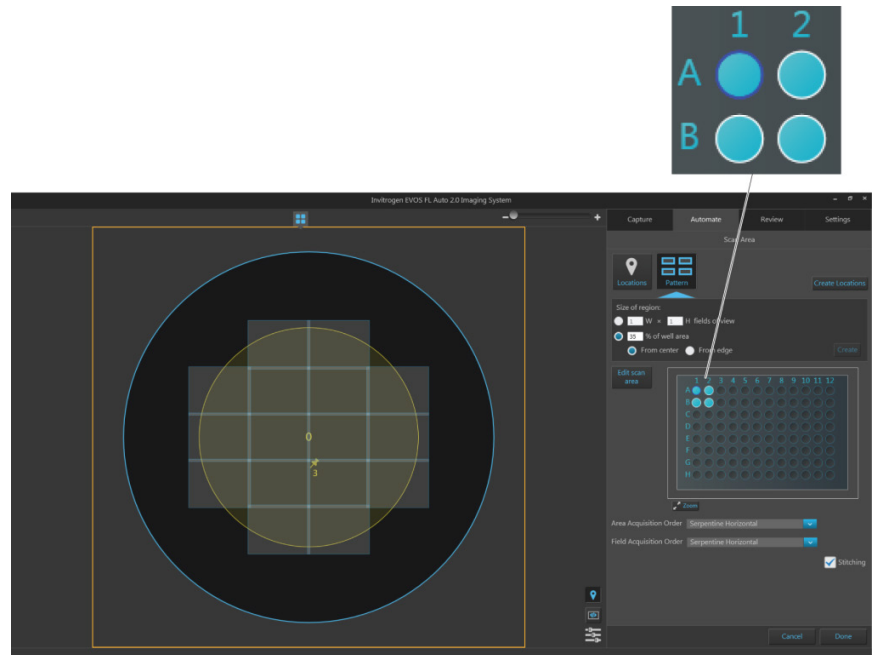 1 2
A
B
Invitrogen EVOS FL Auto 2.0 Imaging System
Capture Automate Review Settings
Scan Area
Locations Pattern Create Locations
Size of region:
1 W × 1 H fields of view
35 % of well area
From center From edge Create
Edit scan
area
1 2 3 4 5 6 7 8 9 10 11 12
A
B
C
D
E
F
G
H
0
3
Zoom
Area Acquisition Order Serpentine Horizontal
Field Acquisition Order Serpentine Horizontal
Stitching
Cancel Done